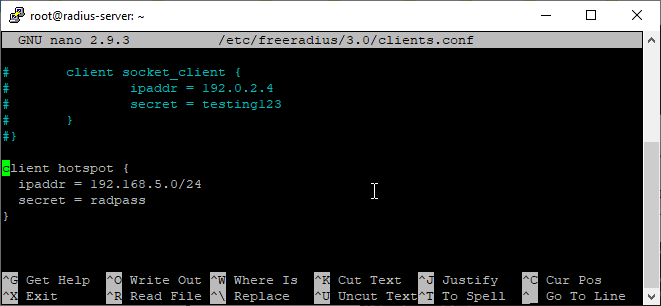 root@radius-server: ~
GNU nano 2.9.3 /etc/freeradius/3.0/clients.conf
# client socket_client {
# ipaddr = 192.0.2.4
# secret = testing123
# }
#}
client hotspot {
ipaddr = 192.168.5.0/24
secret = radpass
}
^G Get Help ^O Write Out ^W Where Is ^K Cut Text ^J Justify ^C Cur Pos
^X Exit ^R Read File ^\ Replace ^U Uncut Text^T To Spell ^_ Go To Line